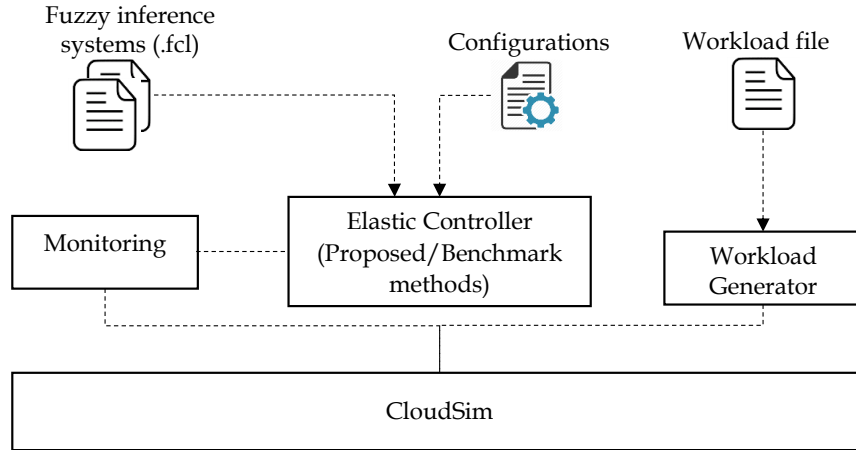 Fuzzy inference
systems (.fcl)
Configurations
Workload file
Monitoring
Elastic Controller
(Proposed/Benchmark
methods)
Workload
Generator
CloudSim